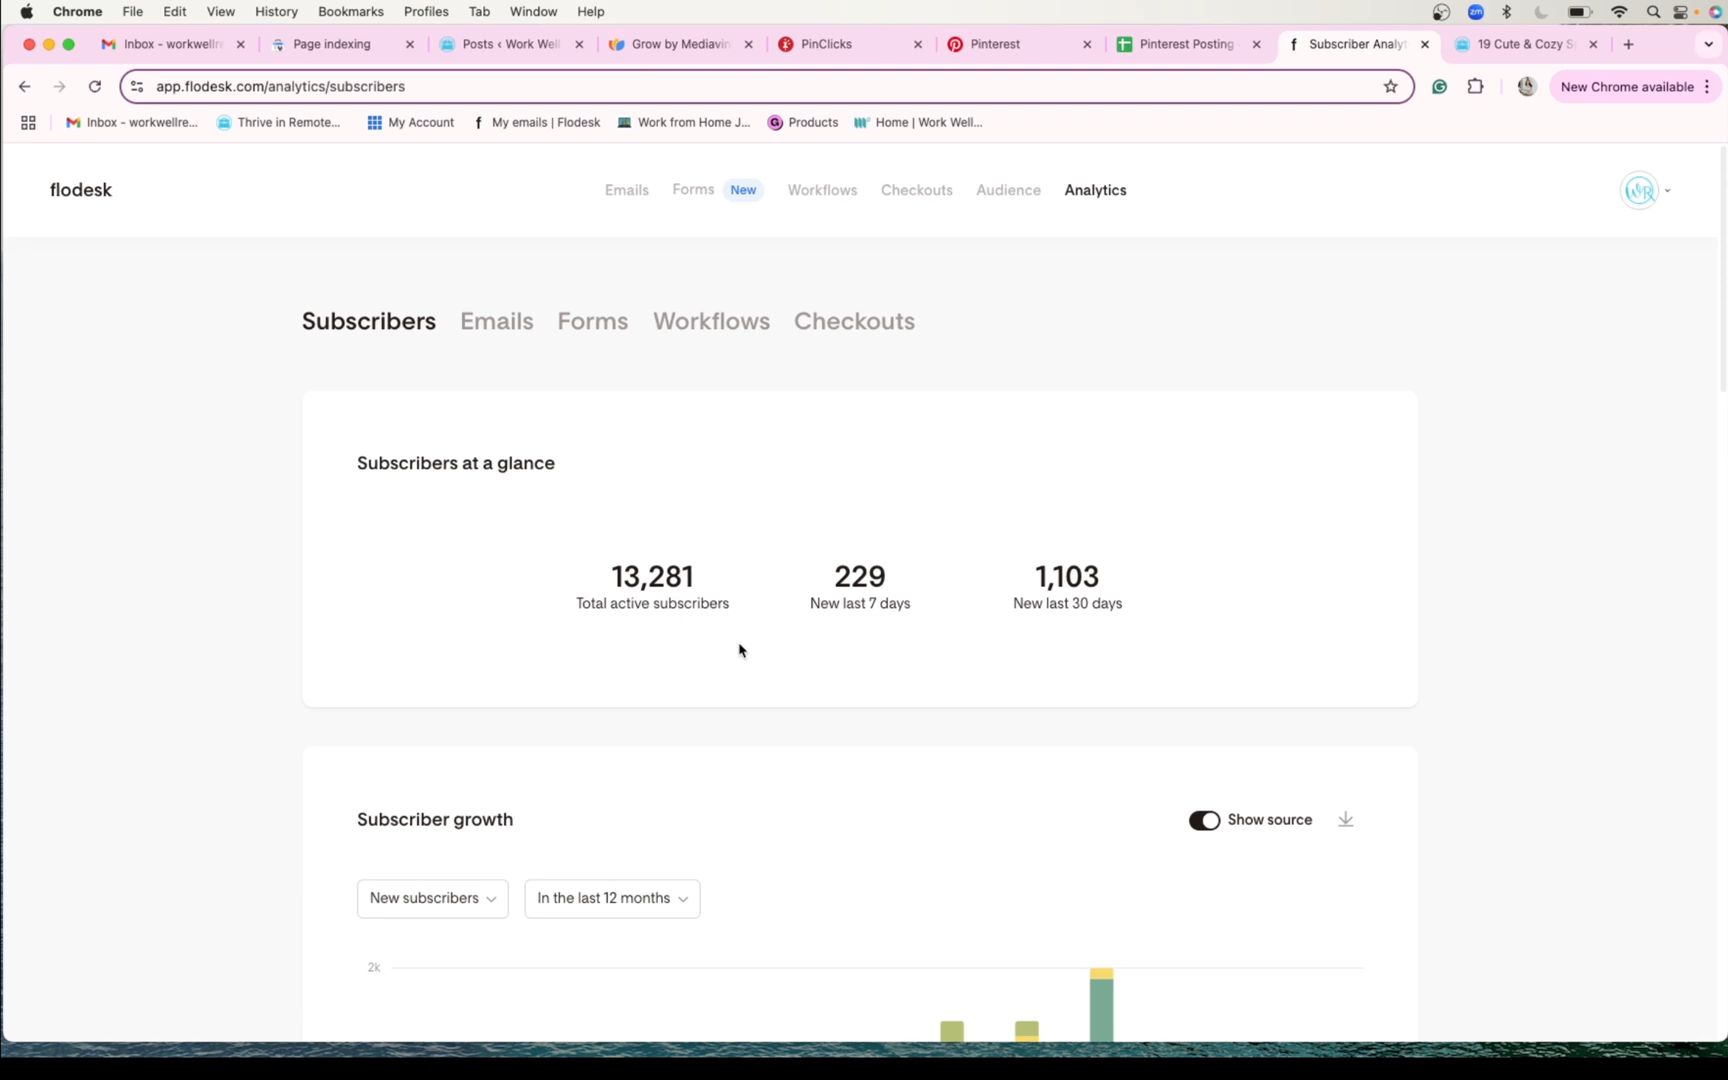 Chrome File Edit View History Bookmarks Profiles Tab Window Help
zm
Inbox - workwellre
Page indexing
Posts ‹ Work Well
Grow by Mediavin
PinClicks
Pinterest
Pinterest Posting
f Subscriber Analyt
19 Cute & Cozy S
app.flodesk.com/analytics/subscribers
New Chrome available
Inbox - workwellre...
Thrive in Remote...
My Account
f My emails | Flodesk
Work from Home J...
Products
Home | Work Well...
flodesk
Emails Forms New Workflows Checkouts Audience Analytics
WR
Subscribers Emails Forms Workflows Checkouts
Subscribers at a glance
13,281 229 1,103
Total active subscribers New last 7 days New last 30 days
Subscriber growth
Show source
New subscribers In the last 12 months
2k